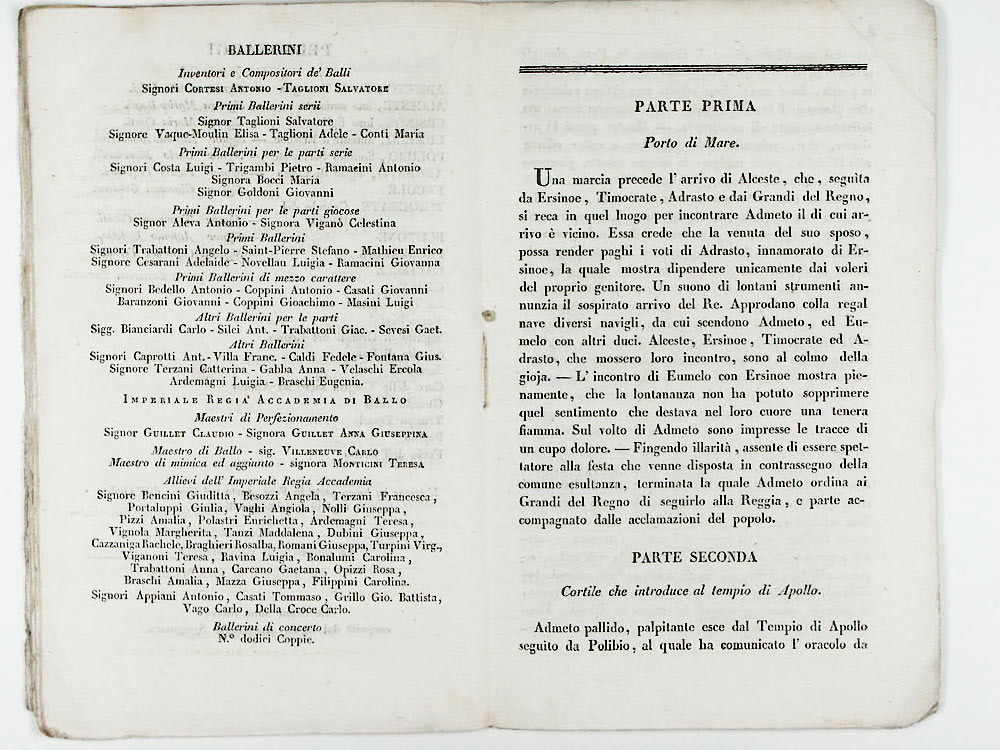 BALLERINI
Inventori e Compositori de' Balli
Signori Cortesi Antonio - Taglioni Salvatore
Primi Ballerini serii
Signor Taglioni Salvatore
Signore Vaque-Moulin Elisa - Taglioni Adele - Conti Maria
Primi Ballerini per le parti serie
Signori Costa Luigi - Trigambi Pietro - Ramacini Antonio
Signora Bocci Maria
Signor Goldoni Giovanni
Primi Ballerini per le parti giocose
Signor Aleva Antonio - Signora Viganò Celestina
Primi Ballerini
Signori Trabattoni Angelo - Saint-Pierre Stefano - Mathieu Enrico
Signore Cesarani Adelaide - Novellau Luigia - Ramacini Giovanna
Primi Ballerini di mezzo carattere
Signori Bedello Antonio - Coppini Antonio - Casati Giovanni
Baranzoni Giovanni - Coppini Gioachimo - Masini Luigi
Altri Ballerini per le parti
Sigg. Bianciardi Carlo - Silei Ant. - Trabattoni Giac. - Sevesi Gaet.
Altri Ballerini
Signori Caprotti Ant. - Villa Franc. - Caldi Fedele - Fontana Gius.
Signore Terzani Catterina - Gabba Anna - Velaschi Ercola
Ardemagni Luigia - Braschi Eugenia.
Imperiale Regia' Accademia di Ballo
Maestri di Perfezionamento
Signor Guillet Claudio - Signora Guillet Anna Giuseppina
Maestro di Ballo - sig. Villeneuve Carlo
Maestro di mimica ed aggiunto - signora Monticini Teresa
Allievi dell' Imperiale Regia Accademia
Signore Bencini Giuditta, Besozzi Angela, Terzani Francesca,
Portaluppi Giulia, Vaghi Angiola, Nolli Giuseppa,
Pizzi Amalia, Polastri Enrichetta, Ardemagni Teresa,
Vignola Margherita, Tanzi Maddalena, Dubini Giuseppa,
Cazzaniga Rachele, Braghieri Rosalba, Romani Giuseppa, Turpini Virg.,
Viganoni Teresa, Ravina Luigia, Bonalumi Carolina,
Trabattoni Anna, Carcano Gaetana, Opizzi Rosa,
Braschi Amalia, Mazza Giuseppa, Filippini Carolina.
Signori Appiani Antonio, Casati Tommaso, Grillo Gio. Battista,
Vago Carlo, Della Croce Carlo.
Ballerini di concerto
N.° dodici Coppie.
PARTE PRIMA
Porto di Mare.
Una marcia precede l' arrivo di Alceste, che, seguita
da Ersinoe, Timocrate, Adrasto e dai Grandi del Regno,
si reca in quel luogo per incontrare Admeto il di cui ar-
rivo è vicino. Essa crede che la venuta del suo sposo,
possa render paghi i voti di Adrasto, innamorato di Er-
sinoe, la quale mostra dipendere unicamente dai voleri
del proprio genitore. Un suono di lontani strumenti an-
nunzia il sospirato arrivo del Re. Approdano colla regal
nave diversi navigli, da cui scendono Admeto, ed Eu-
melo con altri duci. Alceste, Ersinoe, Timocrate ed A-
drasto, che mossero loro incontro, sono al colmo della
gioja. — L' incontro di Eumelo con Ersinoe mostra pie-
namente, che la lontananza non ha potuto sopprimere
quel sentimento che destava nel loro cuore una tenera
fiamma. Sul volto di Admeto sono impresse le tracce di
un cupo dolore. — Fingendo illarità, assente di essere spet-
tatore alla festa che venne disposta in contrassegno della
comune esultanza, terminata la quale Admeto ordina ai
Grandi del Regno di seguirlo alla Reggia, e parte ac-
compagnato dalle acclamazioni del popolo.
PARTE SECONDA
Cortile che introduce al tempio di Apollo.
Admeto pallido, palpitante esce dal Tempio di Apollo
seguito da Polibio, al quale ha comunicato l' oracolo da